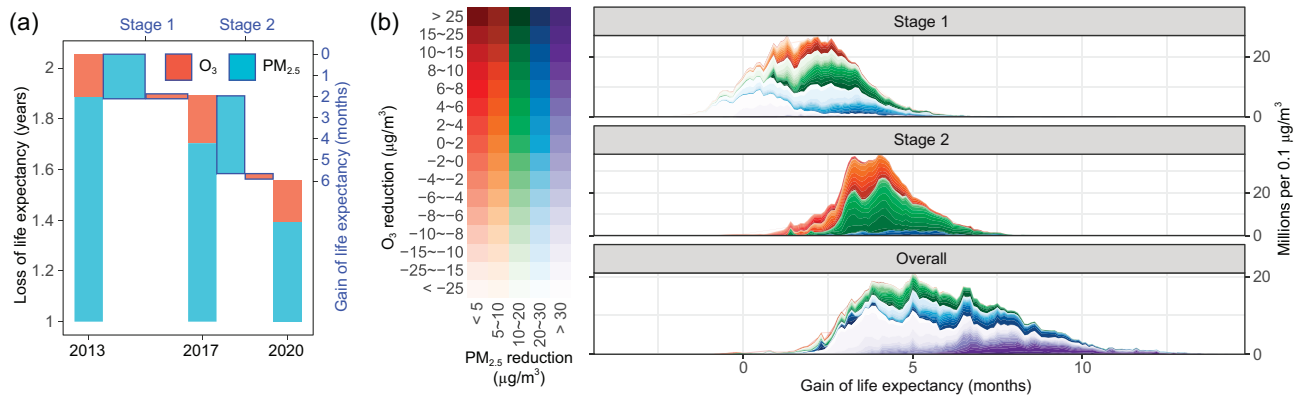 (a)
Stage 1 Stage 2
O3 PM2.5
Loss of life expectancy (years)
2
1.8
1.6
1.4
1.2
1
2013 2017 2020
0
1
2
3
4
5
6
Gain of life expectancy (months)
(b)
O3 reduction (μg/m³)
> 25
15~25
10~15
8~10
6~8
4~6
2~4
0~2
−2~0
−4~−2
−6~−4
−8~−6
−10~−8
−15~−10
−25~−15
< −25
< 5
5~10
10~20
20~30
> 30
PM2.5 reduction
(μg/m³)
Stage 1
20
0
Stage 2
20
0
Overall
20
0
0 5 10
Gain of life expectancy (months)
Millions per 0.1 μg/m³